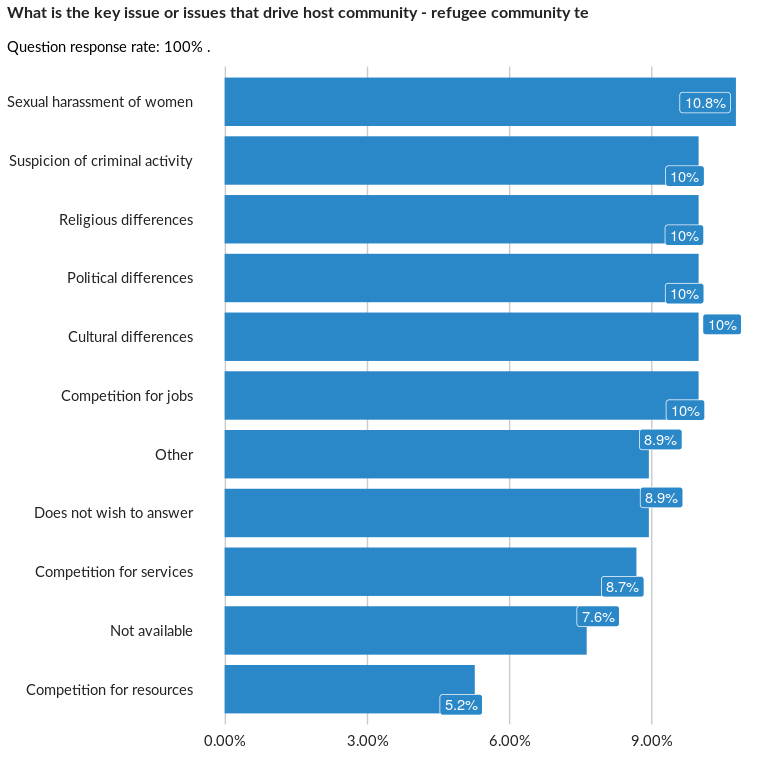 What is the key issue or issues that drive host community - refugee community te
Question response rate: 100% .
Sexual harassment of women
10.8%
Suspicion of criminal activity
10%
Religious differences
10%
Political differences
10%
Cultural differences
10%
Competition for jobs
10%
Other
8.9%
Does not wish to answer
8.9%
Competition for services
8.7%
Not available
7.6%
Competition for resources
5.2%
0.00% 3.00% 6.00% 9.00%